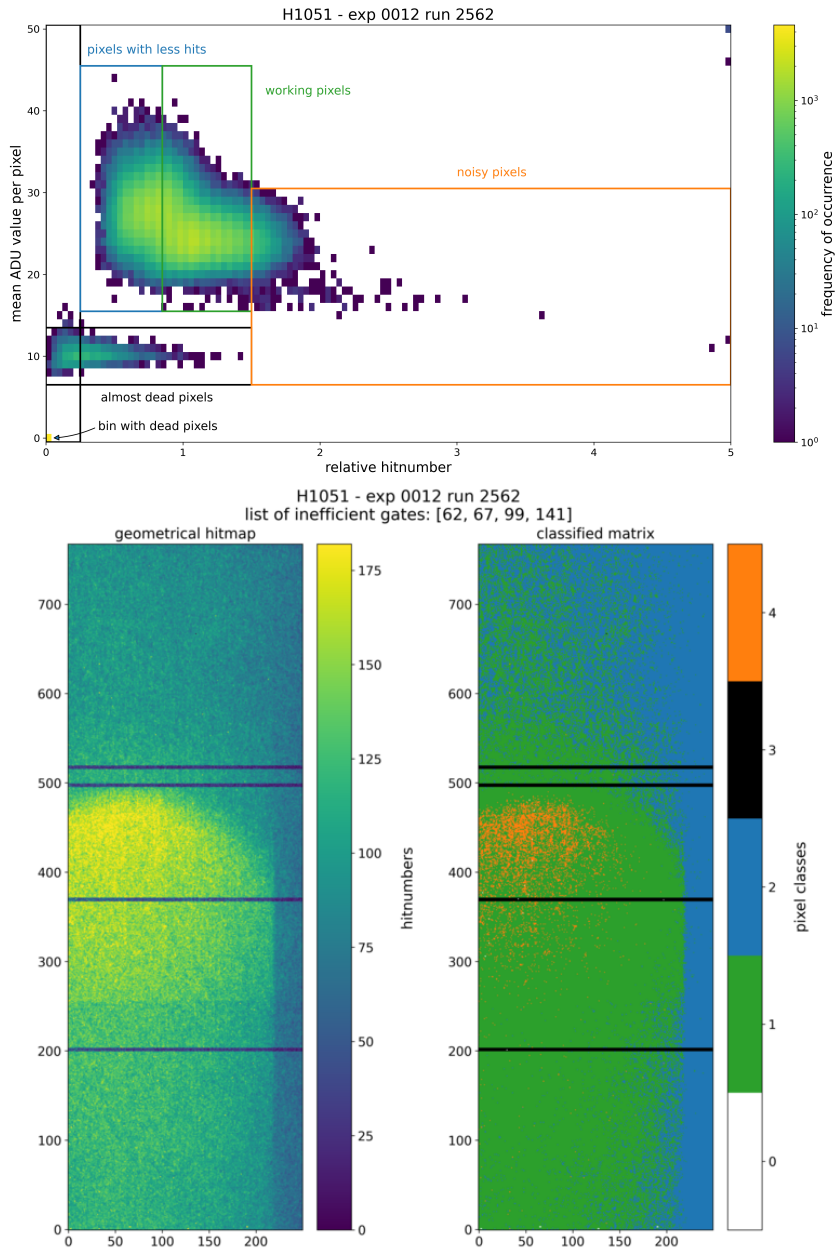 H1051 - exp 0012 run 2562
50
40
30
20
10
0
mean ADU value per pixel
pixels with less hits
working pixels
noisy pixels
almost dead pixels
bin with dead pixels
0 1 2 3 4 5
relative hitnumber
10³
10²
10¹
10⁰
frequency of occurrence
H1051 - exp 0012 run 2562
list of inefficient gates: [62, 67, 99, 141]
geometrical hitmap
700
600
500
400
300
200
100
0
0 50 100 150 200
175
150
125
100
75
50
25
0
hitnumbers
classified matrix
700
600
500
400
300
200
100
0
0 50 100 150 200
4
3
2
1
0
pixel classes